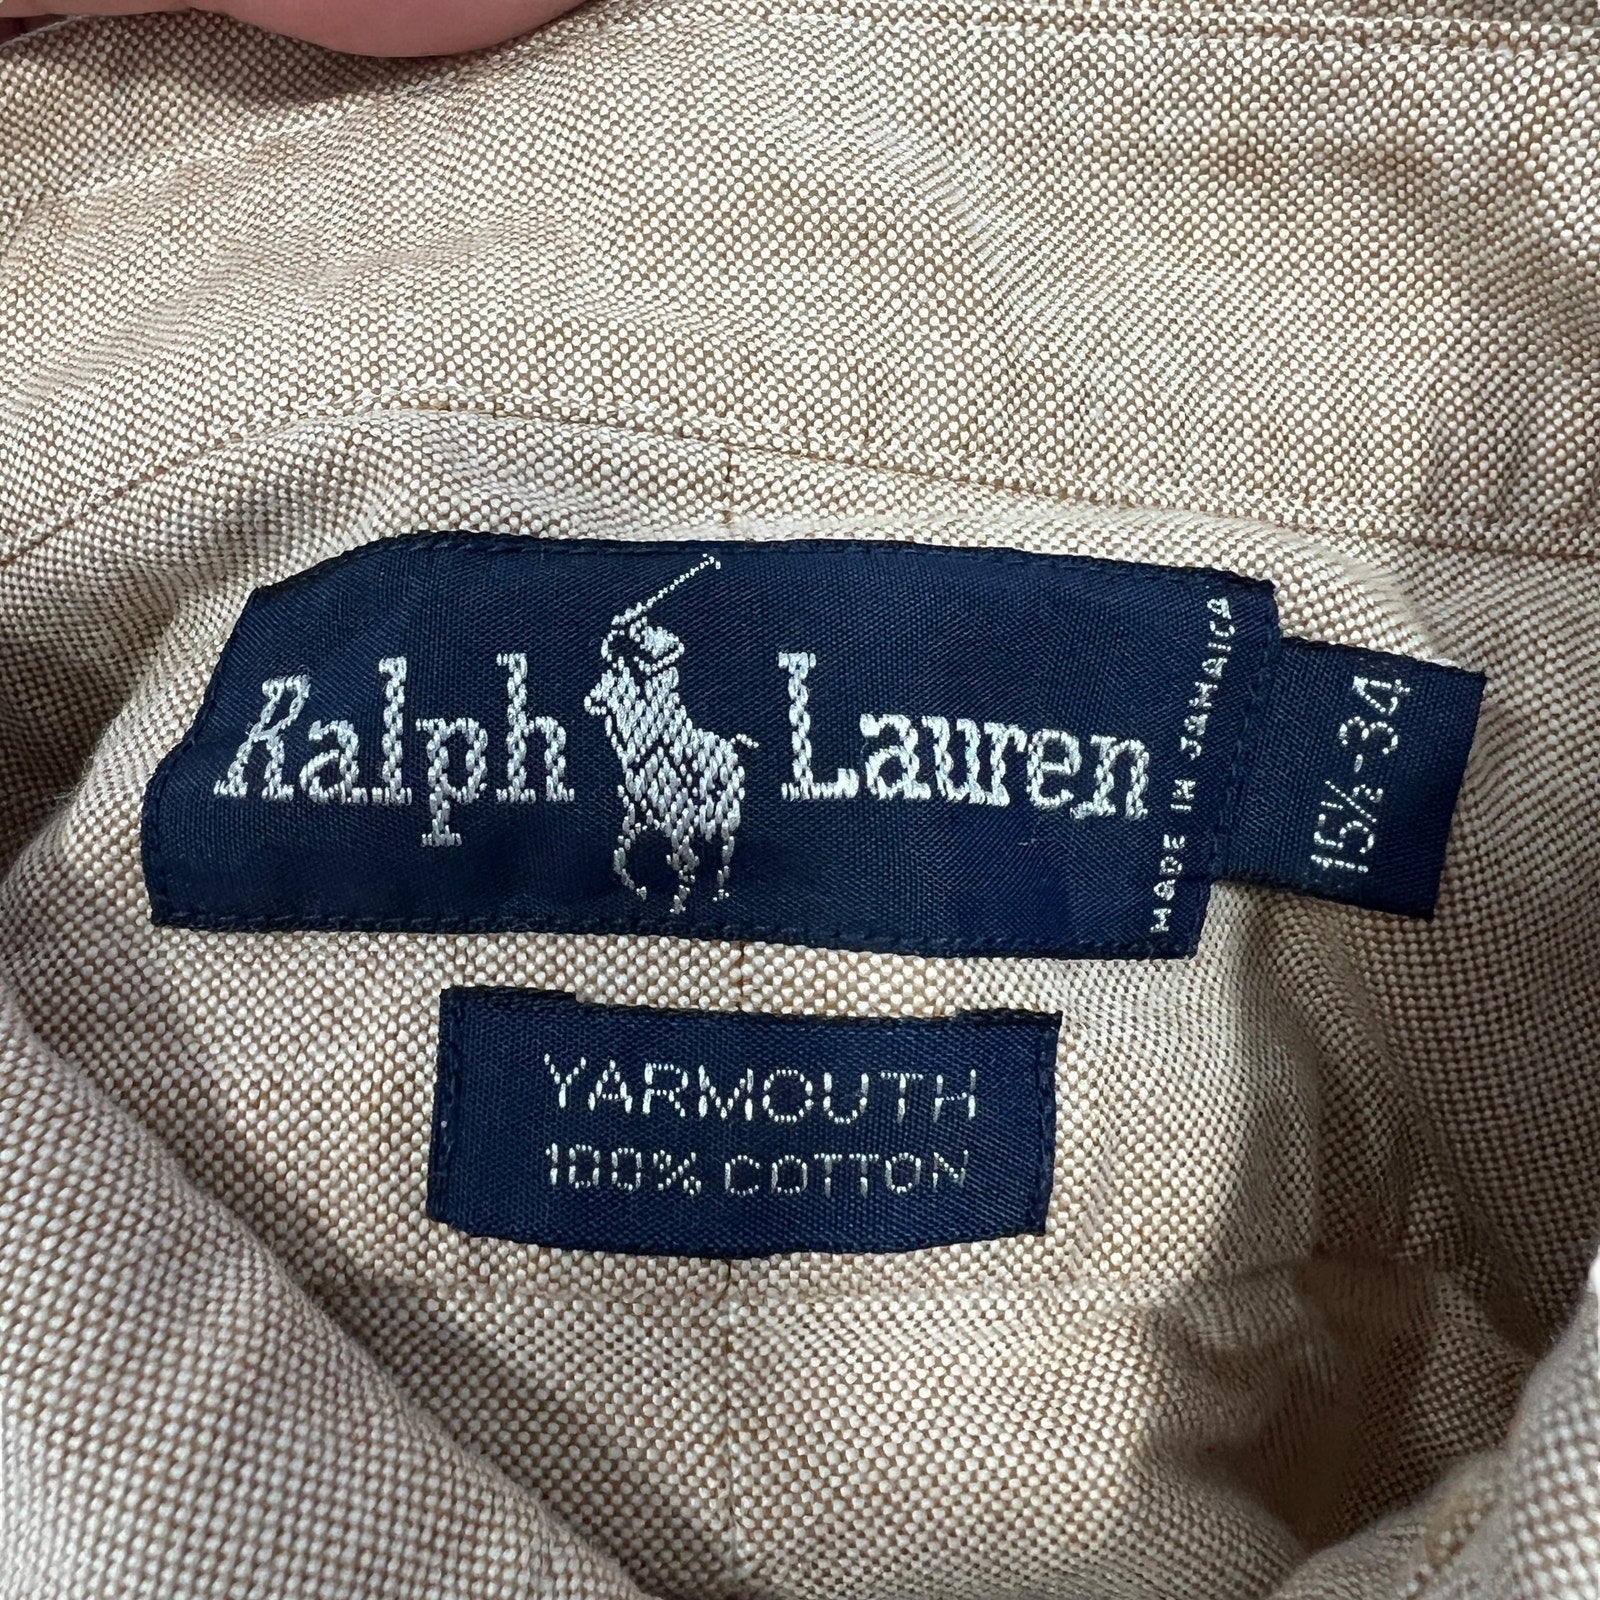 Ralph Lauren
MADE IN JAMAICA
15½-34
YARMOUTH
100% COTTON